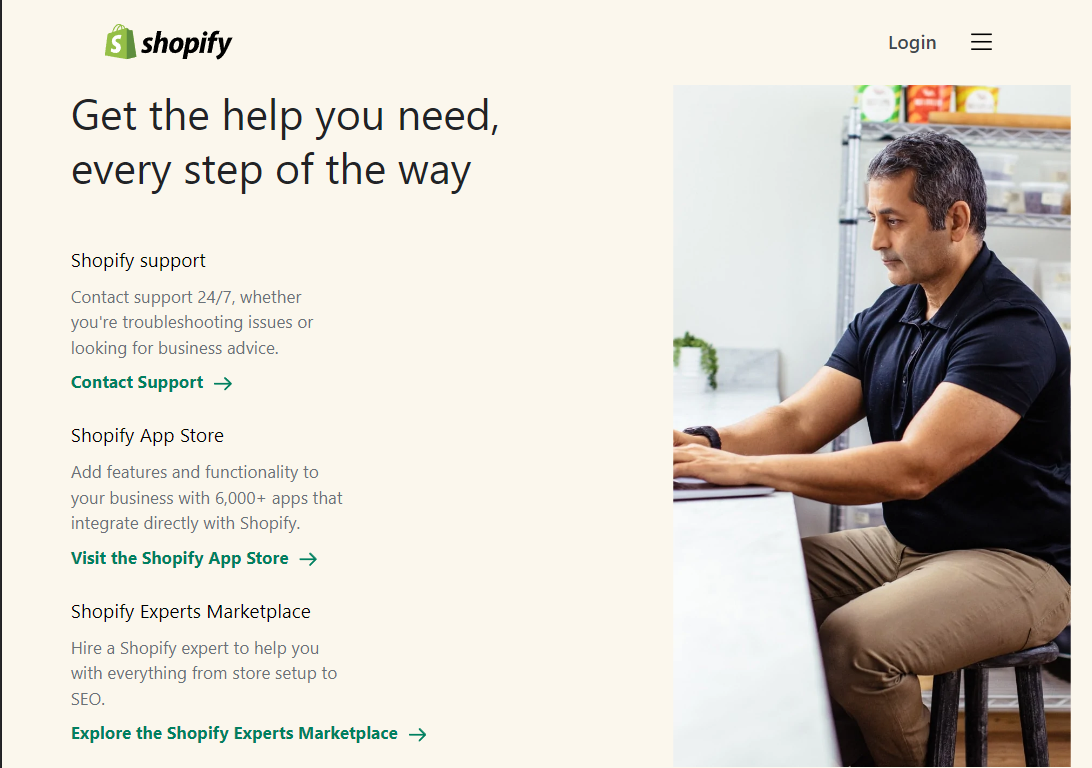 shopify
Login
Get the help you need,
every step of the way
Shopify support
Contact support 24/7, whether
you're troubleshooting issues or
looking for business advice.
Contact Support
Shopify App Store
Add features and functionality to
your business with 6,000+ apps that
integrate directly with Shopify.
Visit the Shopify App Store
Shopify Experts Marketplace
Hire a Shopify expert to help you
with everything from store setup to
SEO.
Explore the Shopify Experts Marketplace